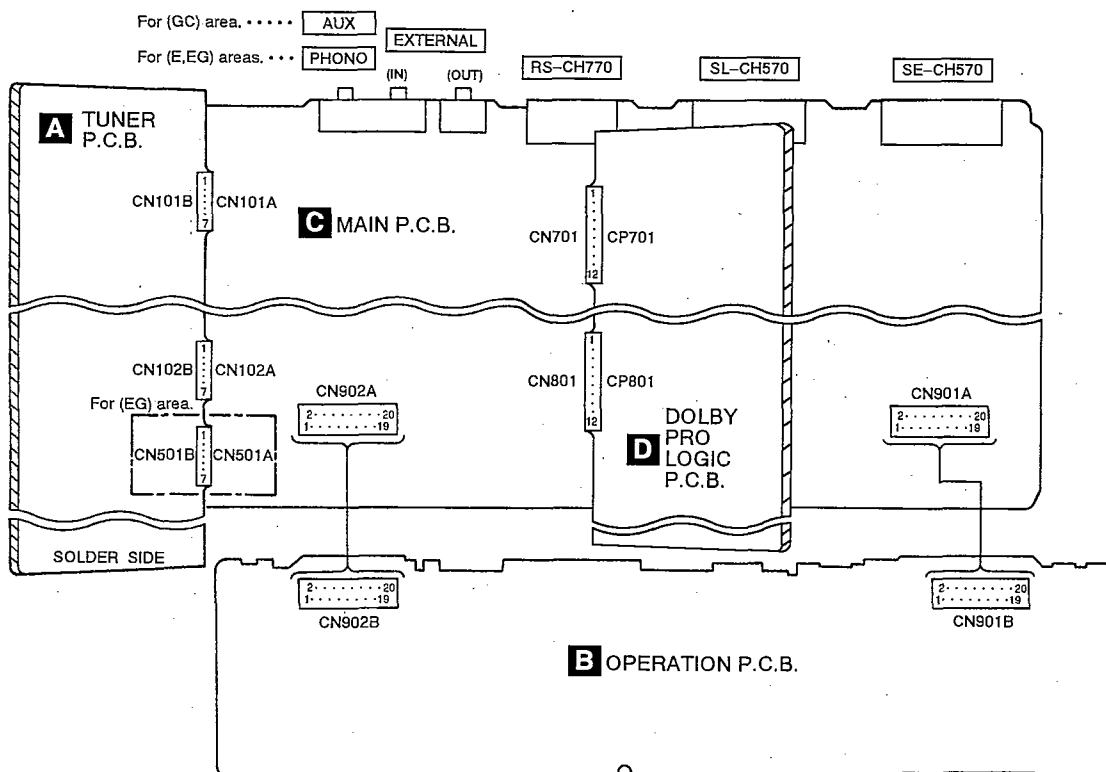 For (GC) area. ····· AUX
For (E,EG) areas. ··· PHONO
EXTERNAL
(IN) (OUT)
RS-CH770
SL-CH570
SE-CH570
A TUNER
P.C.B.
CN101B 1 7 CN101A
C MAIN P.C.B.
CN701 1 12 CP701
CN102B 1 7 CN102A
For (EG) area.
CN501B 1 7 CN501A
CN902A
2········20
1········19
CN801 1 12 CP801
D DOLBY
PRO
LOGIC
P.C.B.
CN901A
2········20
1········19
SOLDER SIDE
2········20
1········19
CN902B
2········20
1········19
CN901B
B OPERATION P.C.B.